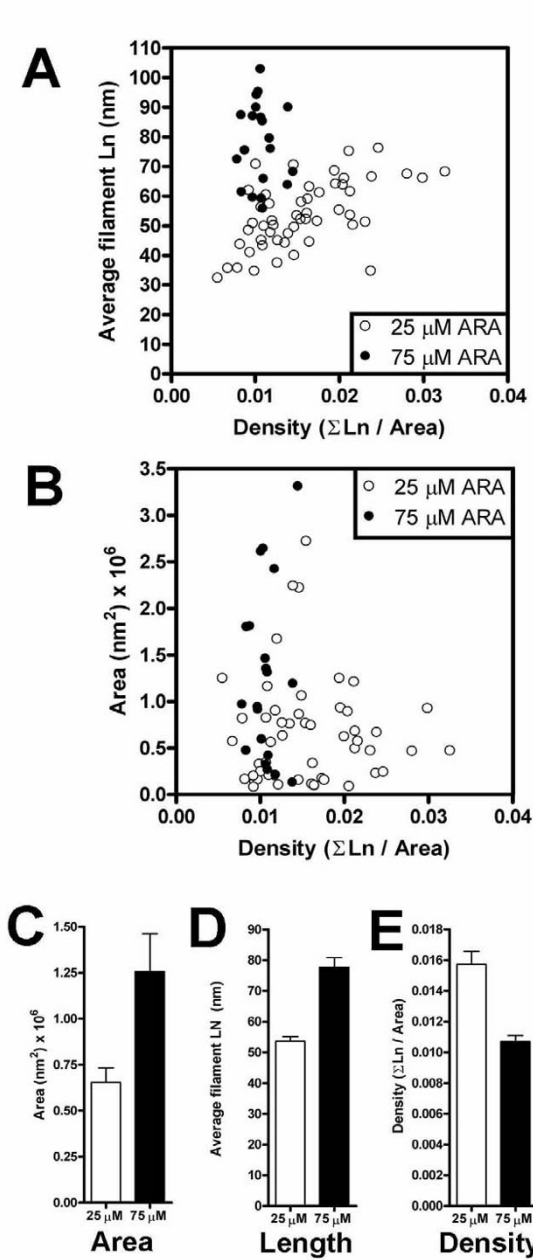 A
Average filament Ln (nm)
110
100
90
80
70
60
50
40
30
20
10
0
25 μM ARA
75 μM ARA
0.00 0.01 0.02 0.03 0.04
Density (ΣLn / Area)
B
Area (nm²) x 10⁶
3.5
3.0
2.5
2.0
1.5
1.0
0.5
0.0
25 μM ARA
75 μM ARA
0.00 0.01 0.02 0.03 0.04
Density (ΣLn / Area)
C
Area (nm²) x 10⁶
1.50
1.25
1.00
0.75
0.50
0.25
0.00
25 μM 75 μM
Area
D
Average filament LN (nm)
90
80
70
60
50
40
30
20
10
0
25 μM 75 μM
Length
E
Density (ΣLn / Area)
0.018
0.016
0.014
0.012
0.010
0.008
0.006
0.004
0.002
0.000
25 μM 75 μM
Density